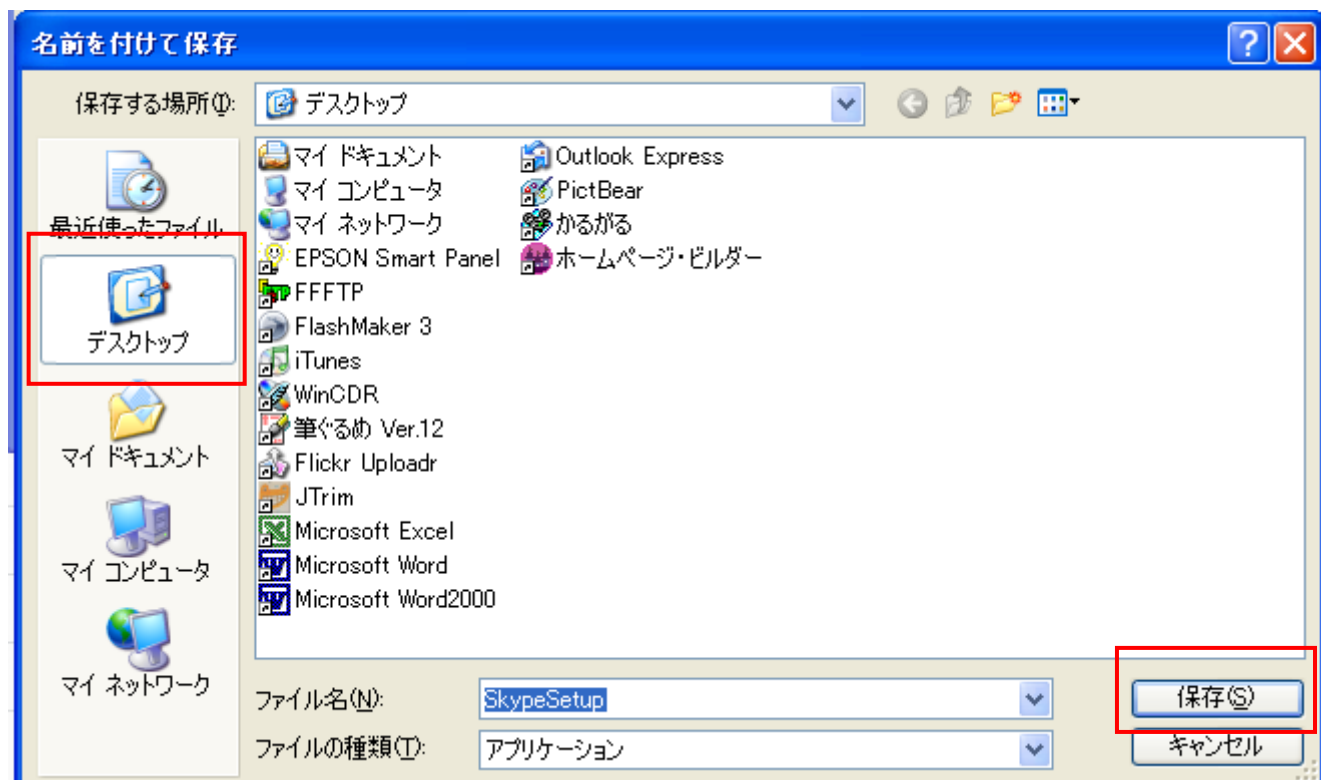 名前を付けて保存
保存する場所(I):
デスクトップ
最近使ったファイル
デスクトップ
マイ ドキュメント
マイ コンピュータ
マイ ネットワーク
マイ ドキュメント
マイ コンピュータ
マイ ネットワーク
EPSON Smart Panel
FFFTP
FlashMaker 3
iTunes
WinCDR
筆ぐるめ Ver.12
Flickr Uploadr
JTrim
Microsoft Excel
Microsoft Word
Microsoft Word2000
Outlook Express
PictBear
かるがる
ホームページ・ビルダー
ファイル名(N):
SkypeSetup
保存(S)
ファイルの種類(T):
アプリケーション
キャンセル